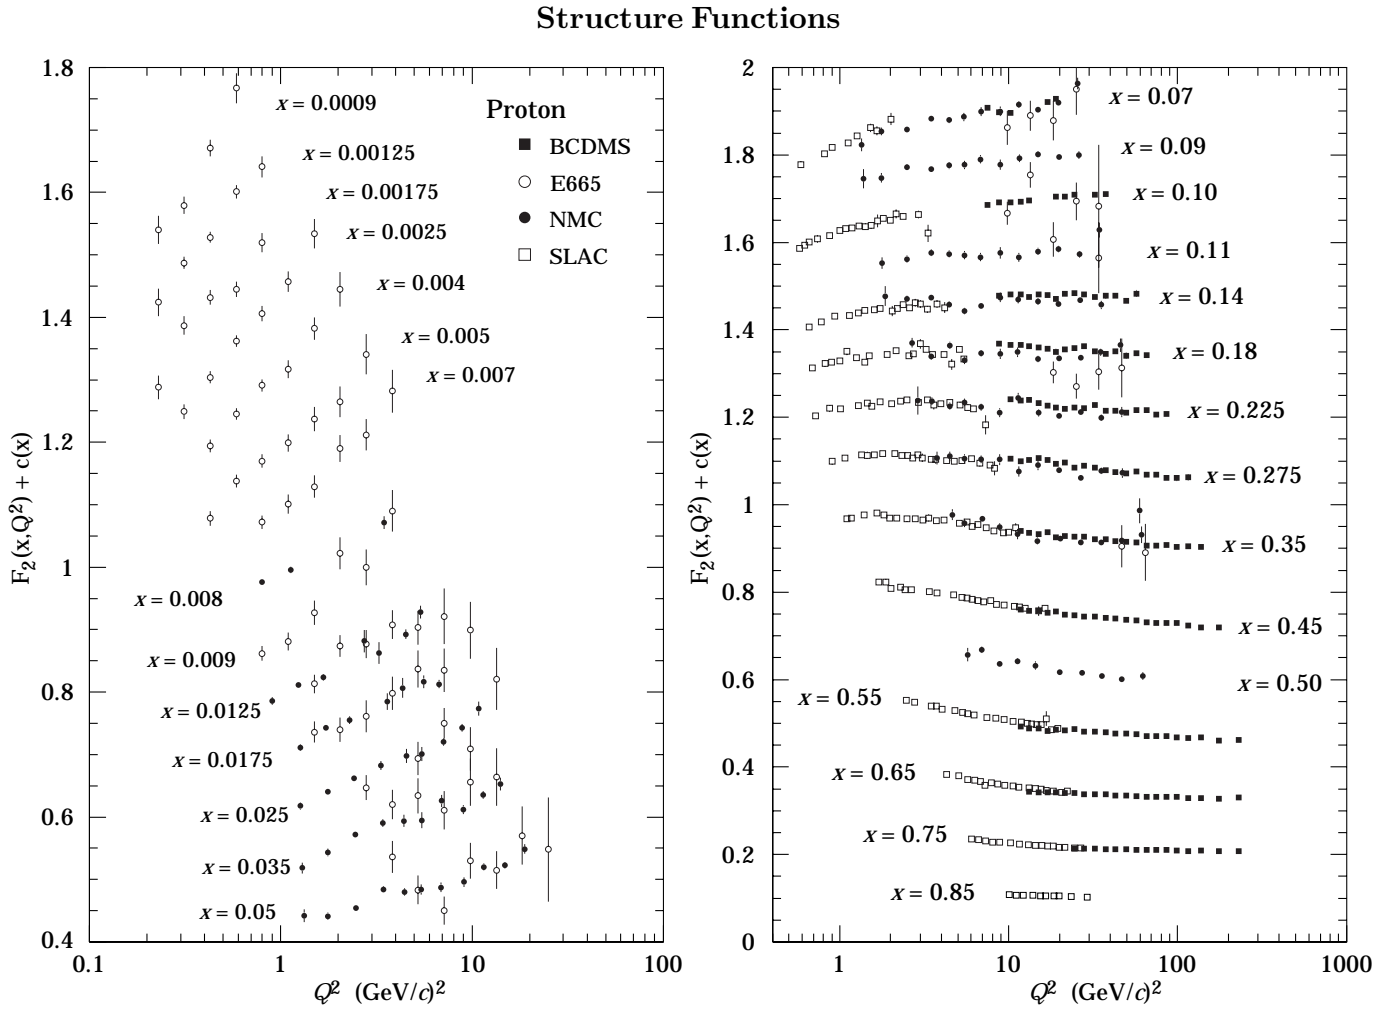 Structure Functions
1.8
1.6
1.4
1.2
1
0.8
0.6
0.4
F₂(x,Q²) + c(x)
0.1
1
10
100
Q² (GeV/c)²
x = 0.0009
x = 0.00125
x = 0.00175
x = 0.0025
x = 0.004
x = 0.005
x = 0.007
x = 0.008
x = 0.009
x = 0.0125
x = 0.0175
x = 0.025
x = 0.035
x = 0.05
Proton
BCDMS
E665
NMC
SLAC
2
1.8
1.6
1.4
1.2
1
0.8
0.6
0.4
0.2
0
F₂(x,Q²) + c(x)
1
10
100
1000
Q² (GeV/c)²
x = 0.07
x = 0.09
x = 0.10
x = 0.11
x = 0.14
x = 0.18
x = 0.225
x = 0.275
x = 0.35
x = 0.45
x = 0.50
x = 0.55
x = 0.65
x = 0.75
x = 0.85